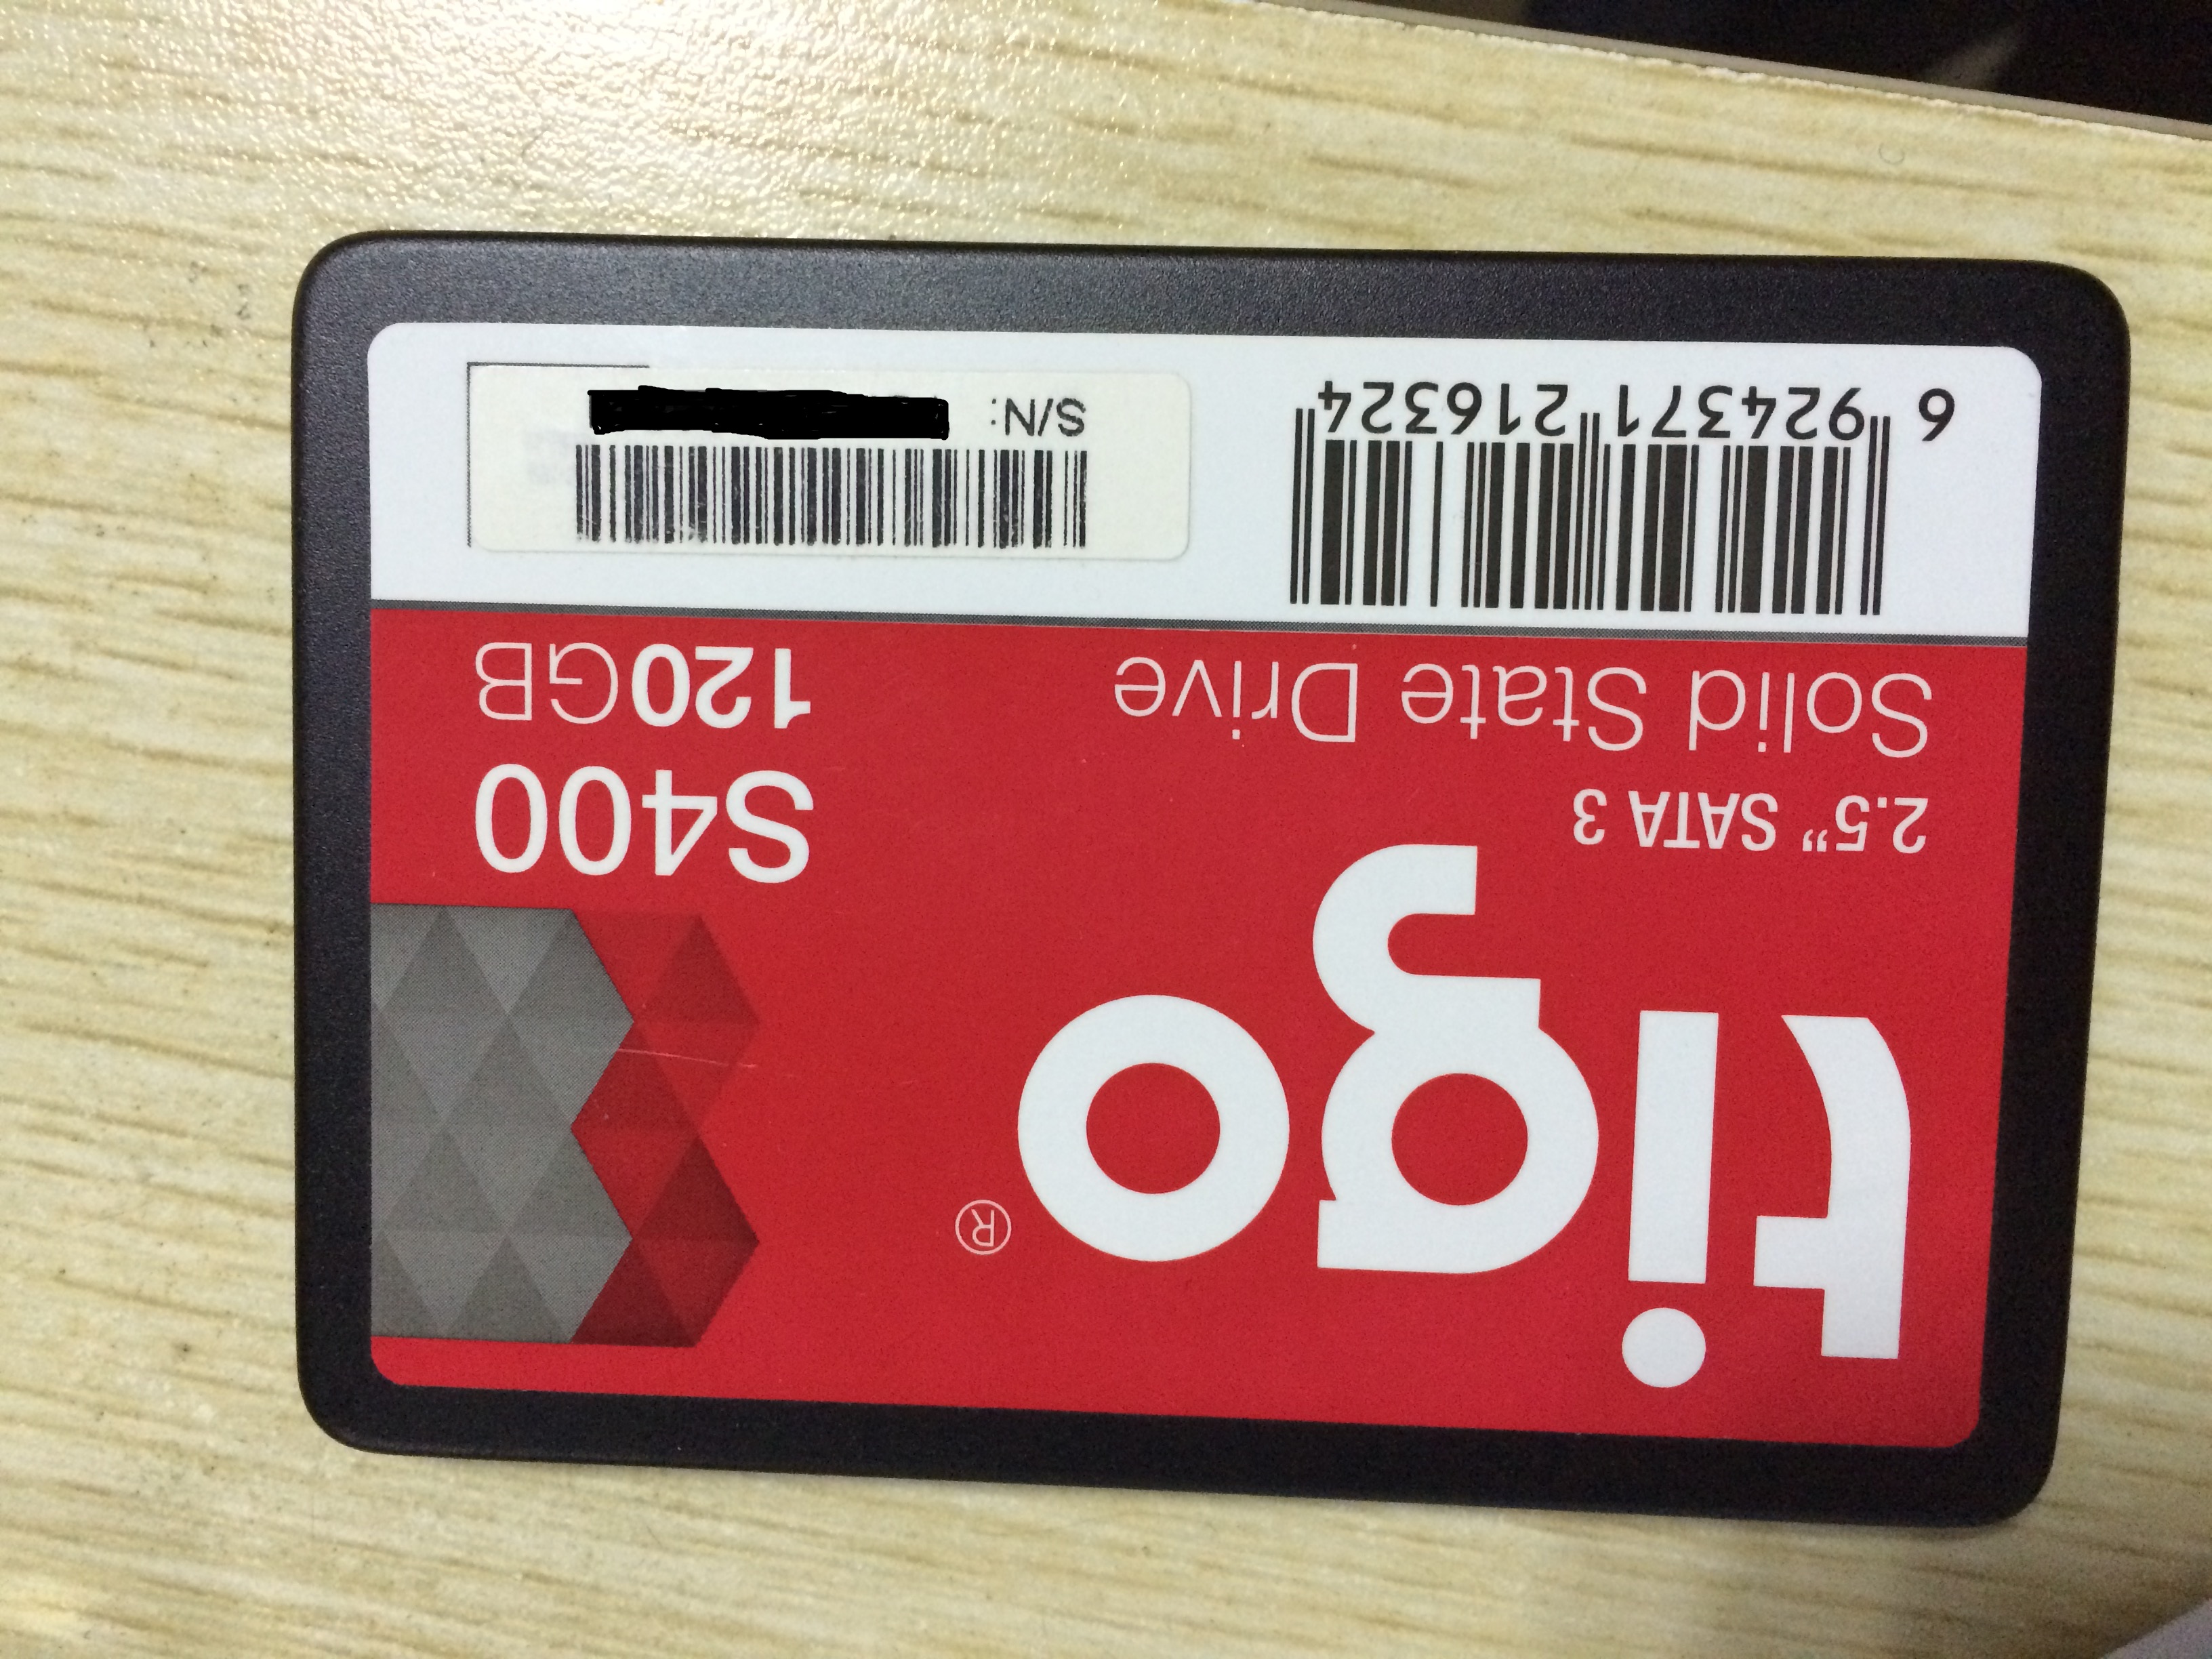 tigo®
2.5” SATA 3
S400
Solid State Drive
120GB
6 924371 216324
S/N: